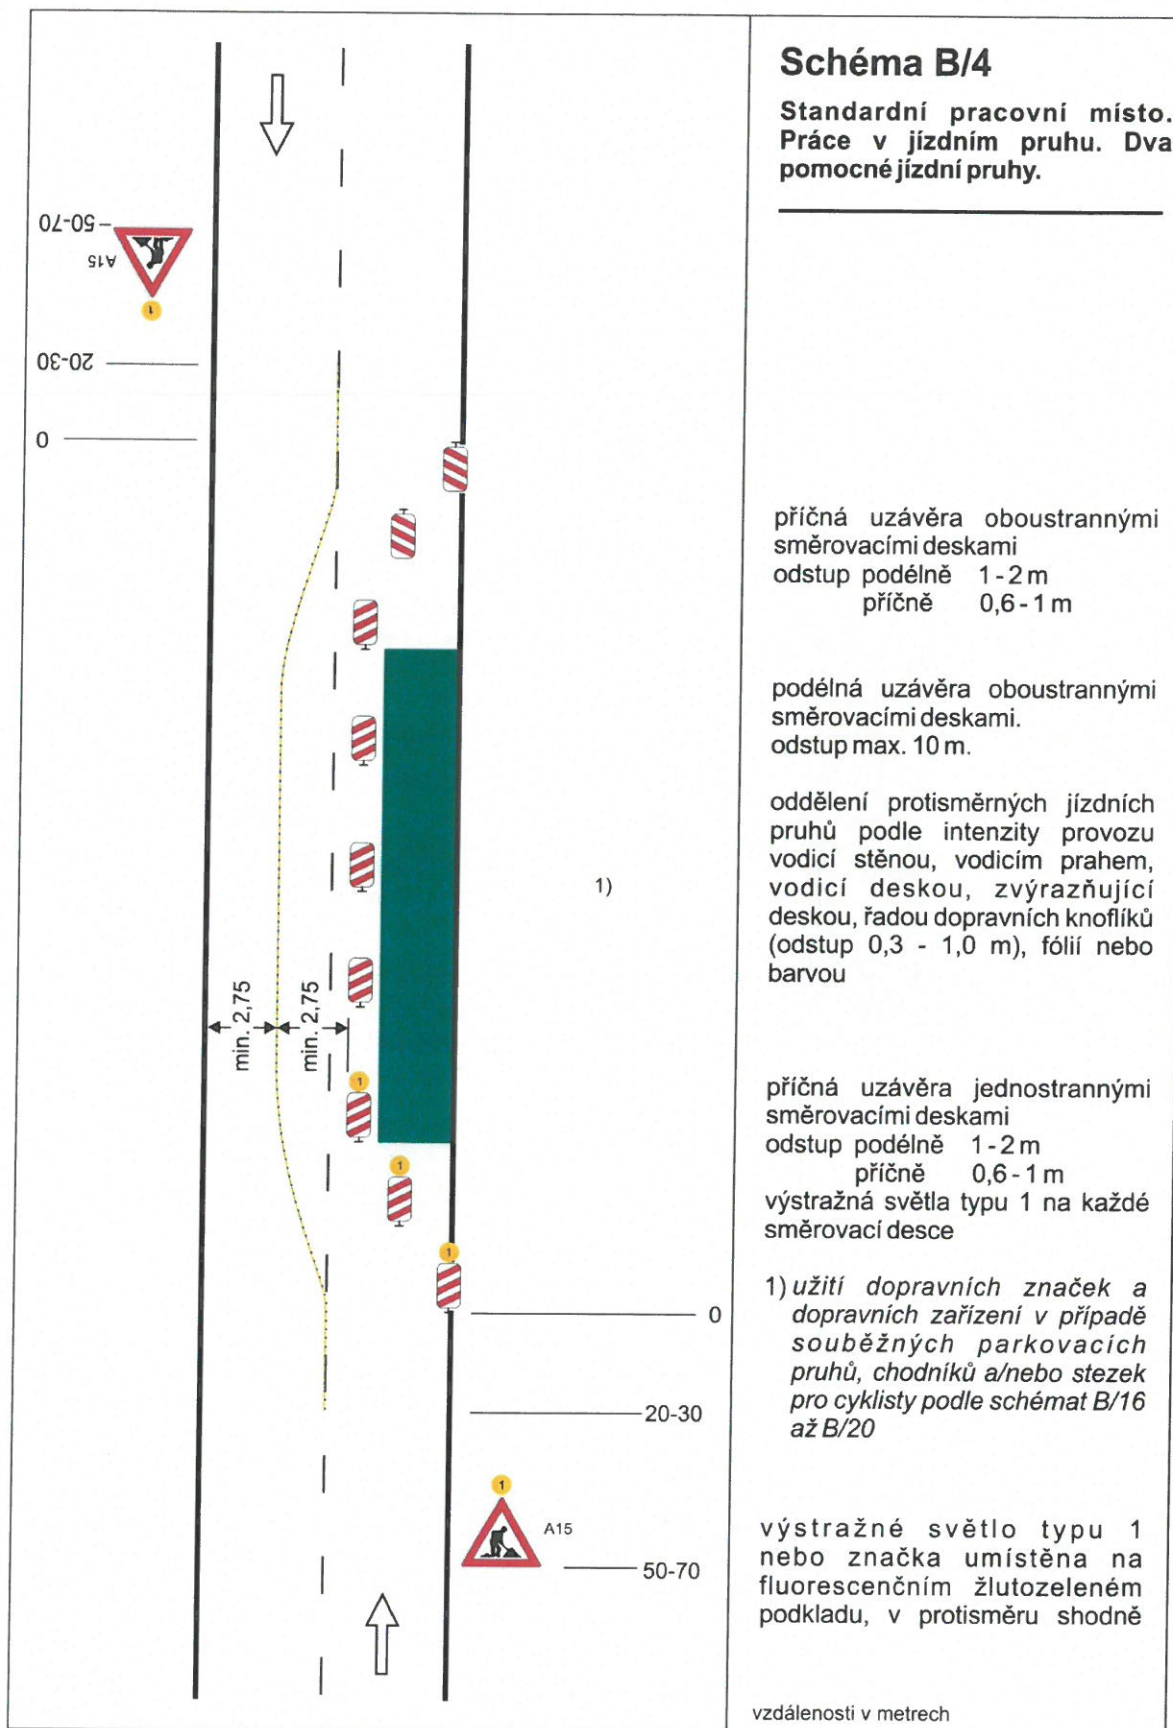 Schéma B/4
Standardní pracovní místo.
Práce v jízdním pruhu. Dva
pomocné jízdní pruhy.
50-70
A15
1
20-30
0
příčná uzávěra oboustrannými
směrovacími deskami
odstup podélně 1-2 m
příčně 0,6-1 m
podélná uzávěra oboustrannými
směrovacími deskami.
odstup max. 10 m.
oddělení protisměrných jízdních
pruhů podle intenzity provozu
vodicí stěnou, vodicím prahem,
vodicí deskou, zvýrazňující
deskou, řadou dopravních knoflíků
(odstup 0,3 - 1,0 m), fólií nebo
barvou
1)
min. 2,75
min. 2,75
1
1
1
příčná uzávěra jednostrannými
směrovacími deskami
odstup podélně 1-2 m
příčně 0,6-1 m
výstražná světla typu 1 na každé
směrovací desce
0
1) užití dopravních značek a
dopravních zařízení v případě
souběžných parkovacích
pruhů, chodníků a/nebo stezek
pro cyklisty podle schémat B/16
až B/20
20-30
1
A15
50-70
výstražné světlo typu 1
nebo značka umístěna na
fluorescenčním žlutozeleném
podkladu, v protisměru shodně
vzdálenosti v metrech